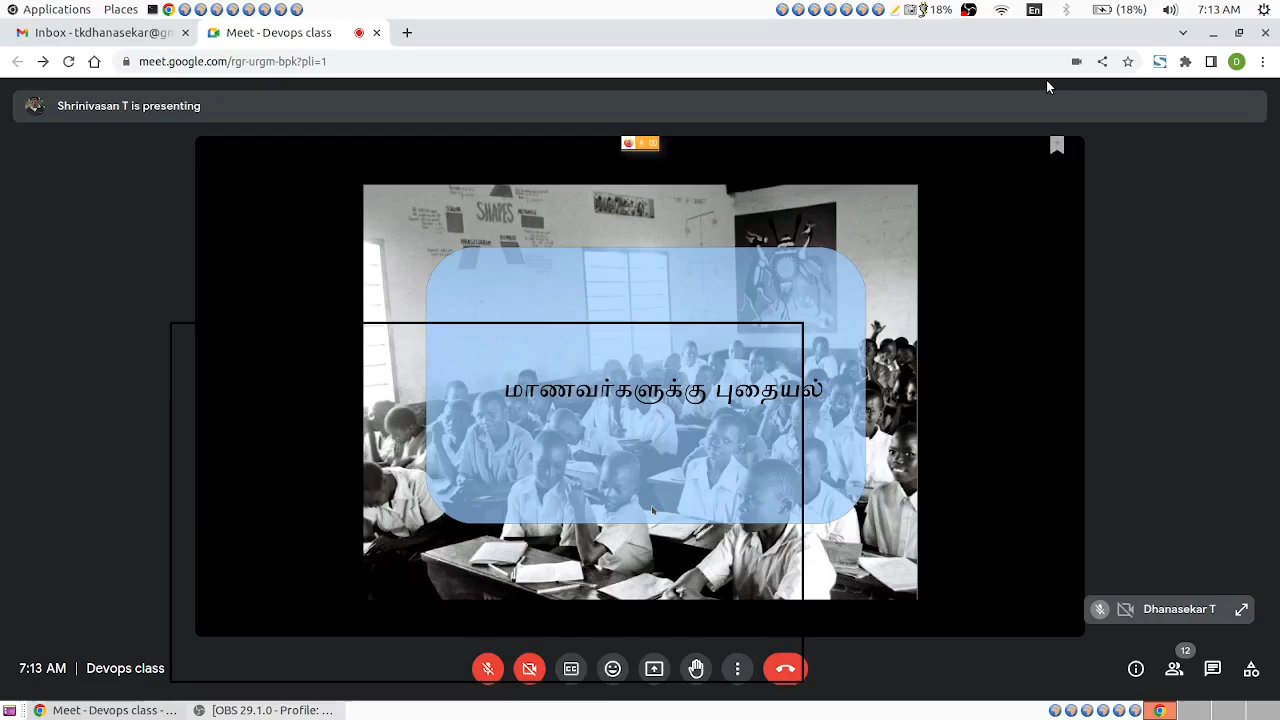 Applications Places
18% En (18%) 7:13 AM
Inbox - tkdhanasekar@gm Meet - Devops class
meet.google.com/rgr-urgm-bpk?pli=1
D
Shrinivasan T is presenting
SHAPES
மாணவர்களுக்கு புதையல்
Dhanasekar T
7:13 AM | Devops class
CC
12
Meet - Devops class - ... [OBS 29.1.0 - Profile: ...